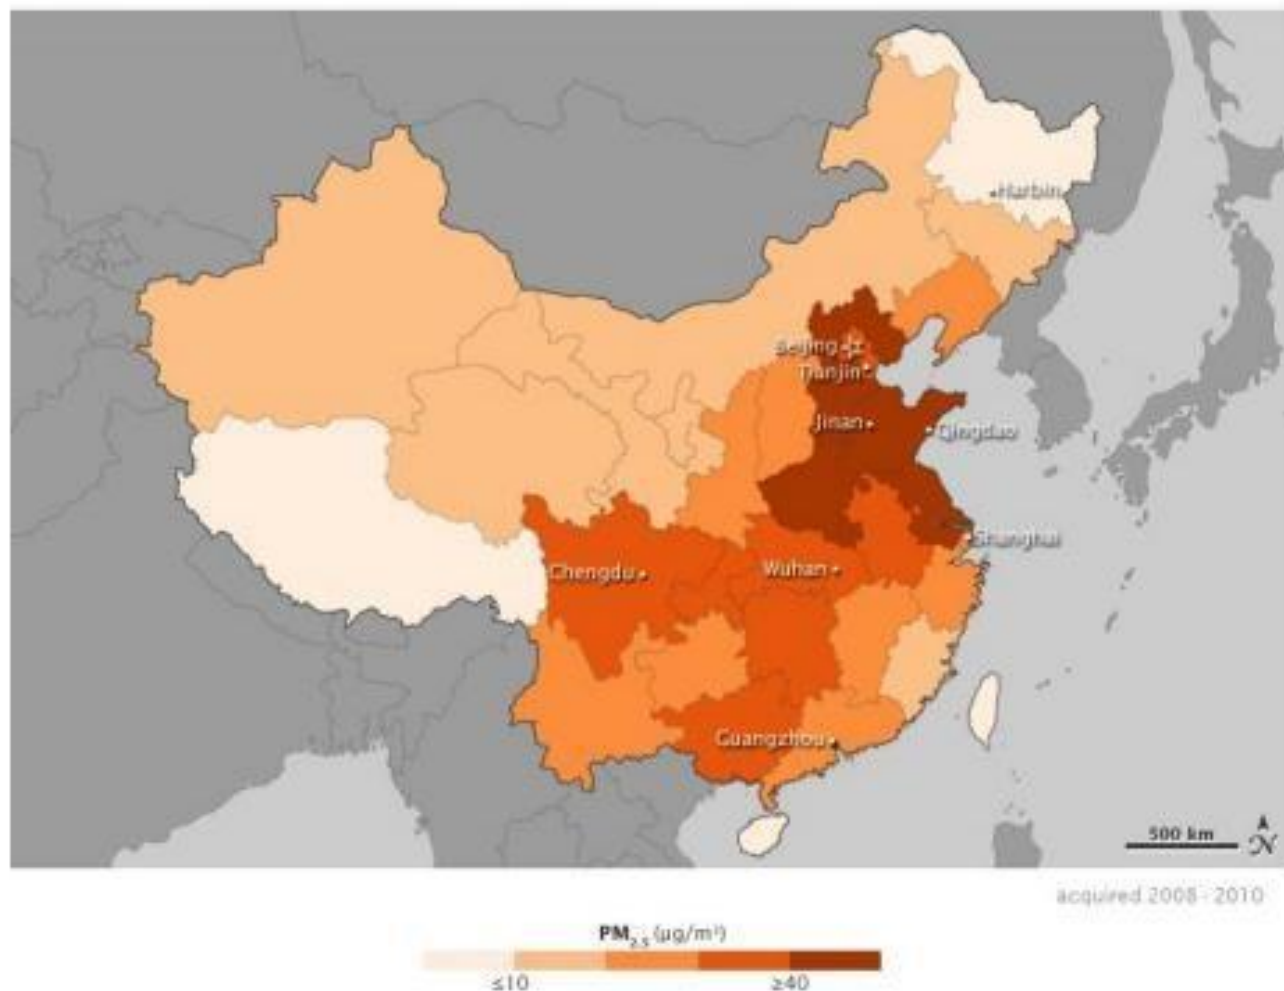 Harbin
Beijing
Tianjin
Jinan
Qingdao
Shanghai
Chengdu
Wuhan
Guangzhou
500 km
N
acquired 2008 - 2010
PM2.5 (µg/m³)
≤10
≥40